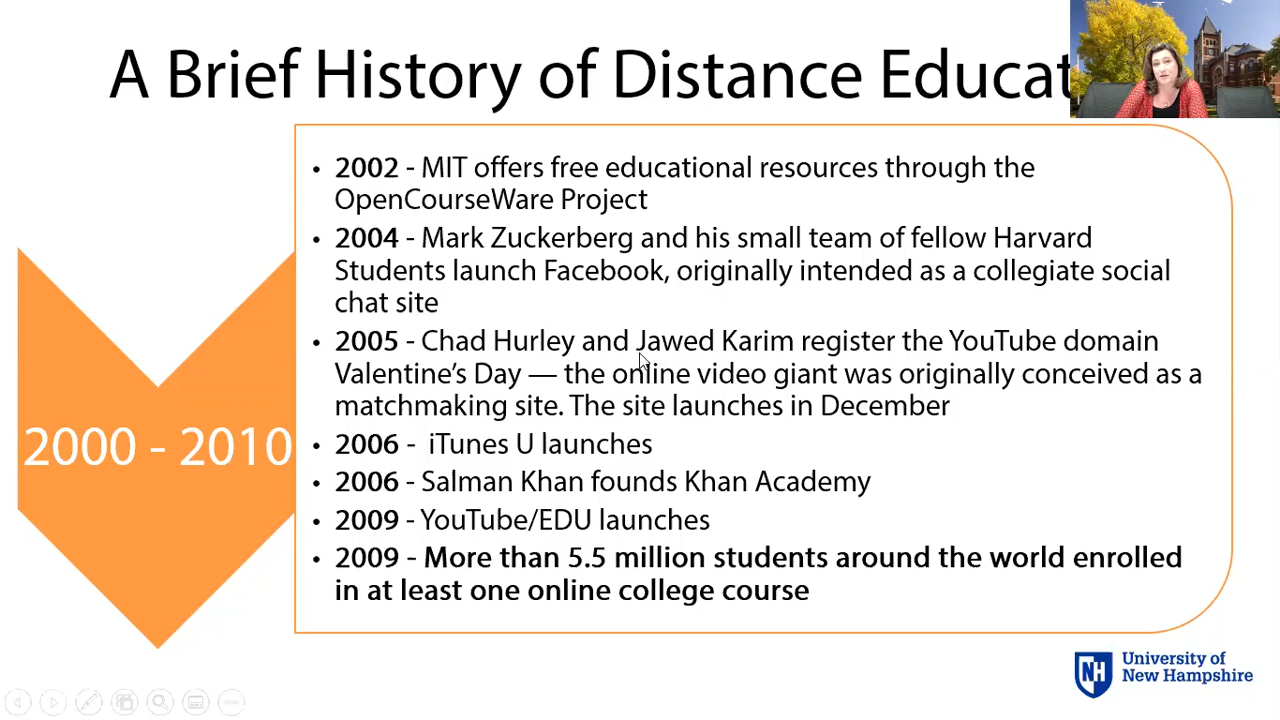 A Brief History of Distance Educat
• 2002 - MIT offers free educational resources through the
OpenCourseWare Project
• 2004 - Mark Zuckerberg and his small team of fellow Harvard
Students launch Facebook, originally intended as a collegiate social
chat site
• 2005 - Chad Hurley and Jawed Karim register the YouTube domain
Valentine’s Day — the online video giant was originally conceived as a
matchmaking site. The site launches in December
2000 - 2010
• 2006 -  iTunes U launches
• 2006 - Salman Khan founds Khan Academy
• 2009 - YouTube/EDU launches
• 2009 - More than 5.5 million students around the world enrolled
in at least one online college course
NH
University of
New Hampshire